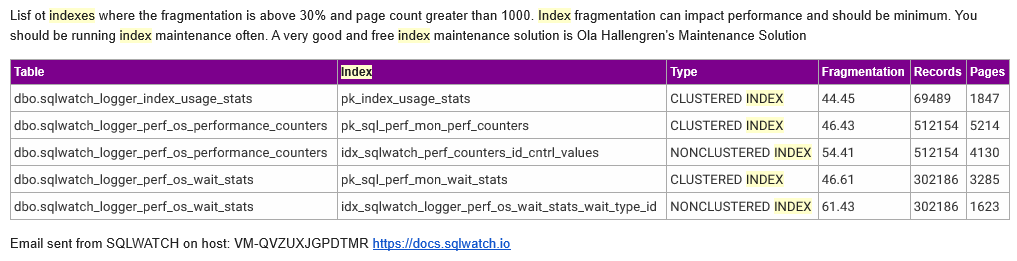 Lisf ot indexes where the fragmentation is above 30% and page count greater than 1000. Index fragmentation can impact performance and should be minimum. You
should be running index maintenance often. A very good and free index maintenance solution is Ola Hallengren's Maintenance Solution
Table Index Type Fragmentation Records Pages
dbo.sqlwatch_logger_index_usage_stats pk_index_usage_stats CLUSTERED INDEX 44.45 69489 1847
dbo.sqlwatch_logger_perf_os_performance_counters pk_sql_perf_mon_perf_counters CLUSTERED INDEX 46.43 512154 5214
dbo.sqlwatch_logger_perf_os_performance_counters idx_sqlwatch_perf_counters_id_cntrl_values NONCLUSTERED INDEX 54.41 512154 4130
dbo.sqlwatch_logger_perf_os_wait_stats pk_sql_perf_mon_wait_stats CLUSTERED INDEX 46.61 302186 3285
dbo.sqlwatch_logger_perf_os_wait_stats idx_sqlwatch_logger_perf_os_wait_stats_wait_type_id NONCLUSTERED INDEX 61.43 302186 1623
Email sent from SQLWATCH on host: VM-QVZUXJGPDTMR https://docs.sqlwatch.io